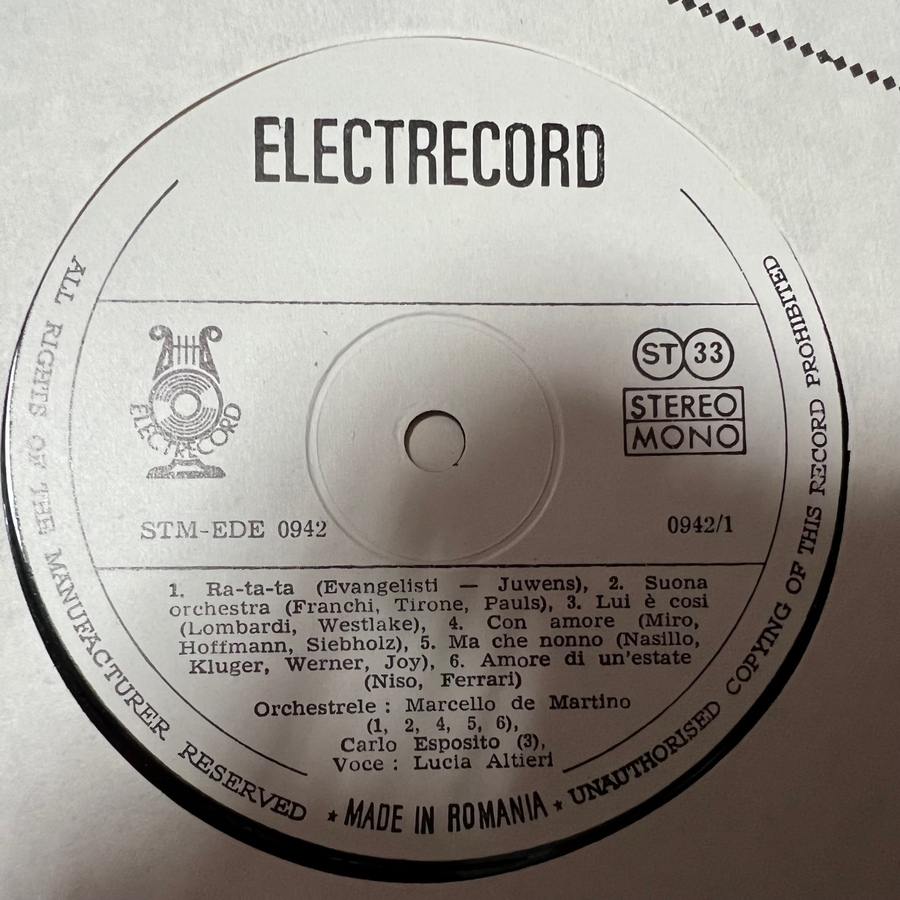 ELECTRECORD
ALL RIGHTS OF THE MANUFACTURER RESERVED
★ MADE IN ROMANIA ★
UNAUTHORISED COPYING OF THIS RECORD PROHIBITED
ELECTRECORD
ST 33
STEREO
MONO
STM-EDE 0942
0942/1
1. Ra-ta-ta (Evangelisti — Juwens), 2. Suona
orchestra (Franchi, Tirone, Pauls), 3. Lui è cosi
(Lombardi, Westlake), 4. Con amore (Miro,
Hoffmann, Siebholz), 5. Ma che nonno (Nasillo,
Kluger, Werner, Joy), 6. Amore di un'estate
(Niso, Ferrari)
Orchestrele : Marcello de Martino
(1, 2, 4, 5, 6),
Carlo Esposito (3),
Voce : Lucia Altieri